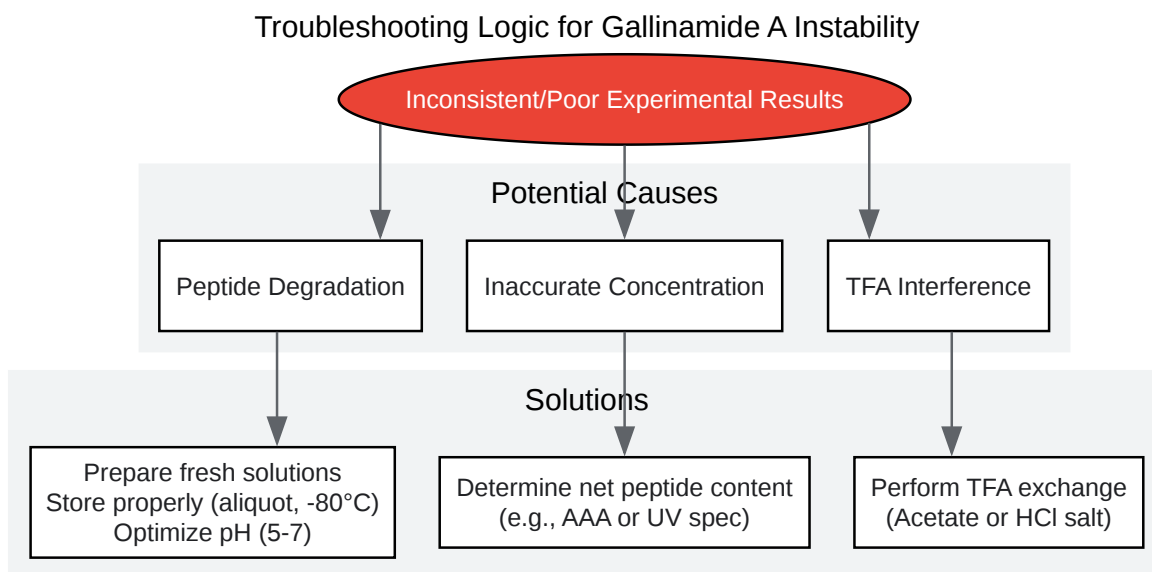 Troubleshooting Logic for Gallinamide A Instability
Inconsistent/Poor Experimental Results
Potential Causes
Peptide Degradation
Inaccurate Concentration
TFA Interference
Solutions
Prepare fresh solutions
Store properly (aliquot, -80°C)
Optimize pH (5-7)
Determine net peptide content
(e.g., AAA or UV spec)
Perform TFA exchange
(Acetate or HCl salt)